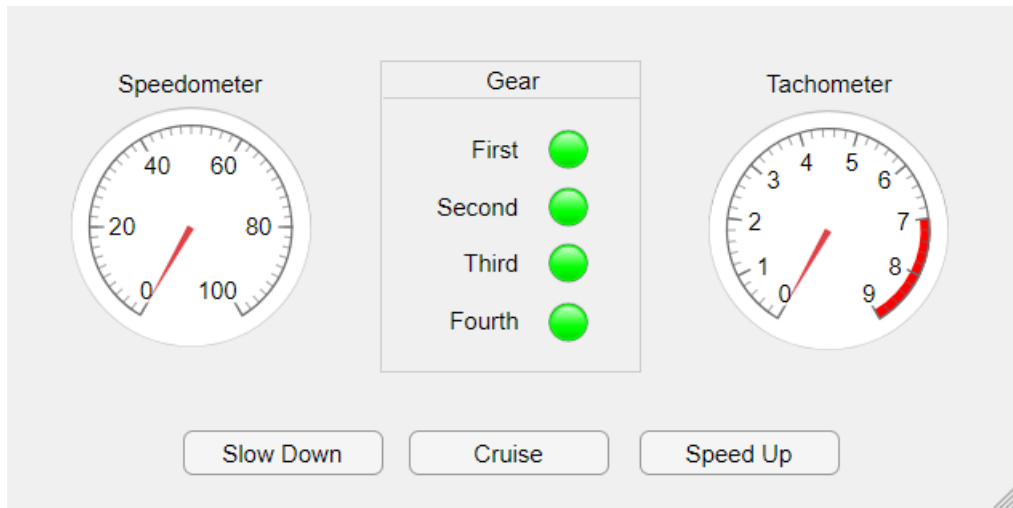 Speedometer
0
20
40
60
80
100
Gear
First
Second
Third
Fourth
Tachometer
0
1
2
3
4
5
6
7
8
9
Slow Down
Cruise
Speed Up